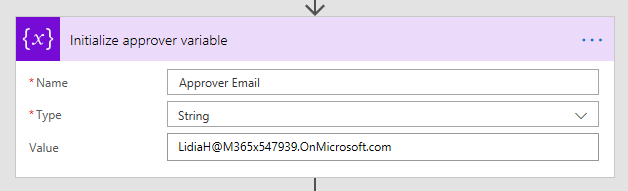 {x} Initialize approver variable ...
* Name Approver Email
* Type String
Value LidiaH@M365x547939.OnMicrosoft.com